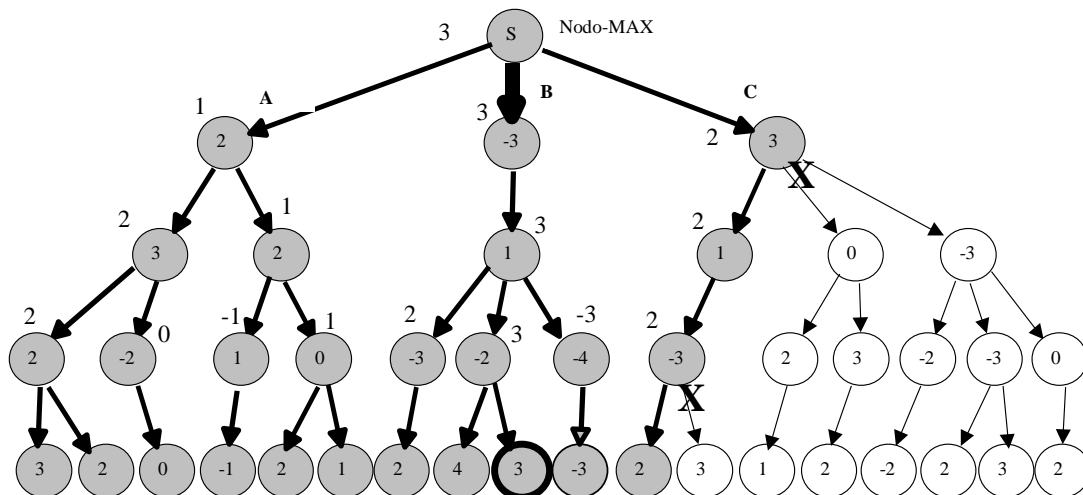 3 S Nodo-MAX
A B C
1 2 3 -3 2 3
X
2 1 3 2
3 2 1 1 0 -3
2 0 -1 1 2 3 -3 2
2 -2 1 0 -3 -2 -4 -3 2 3 -2 -3 0
X
3 2 0 -1 2 1 2 4 3 -3 2 3 1 2 -2 2 3 2